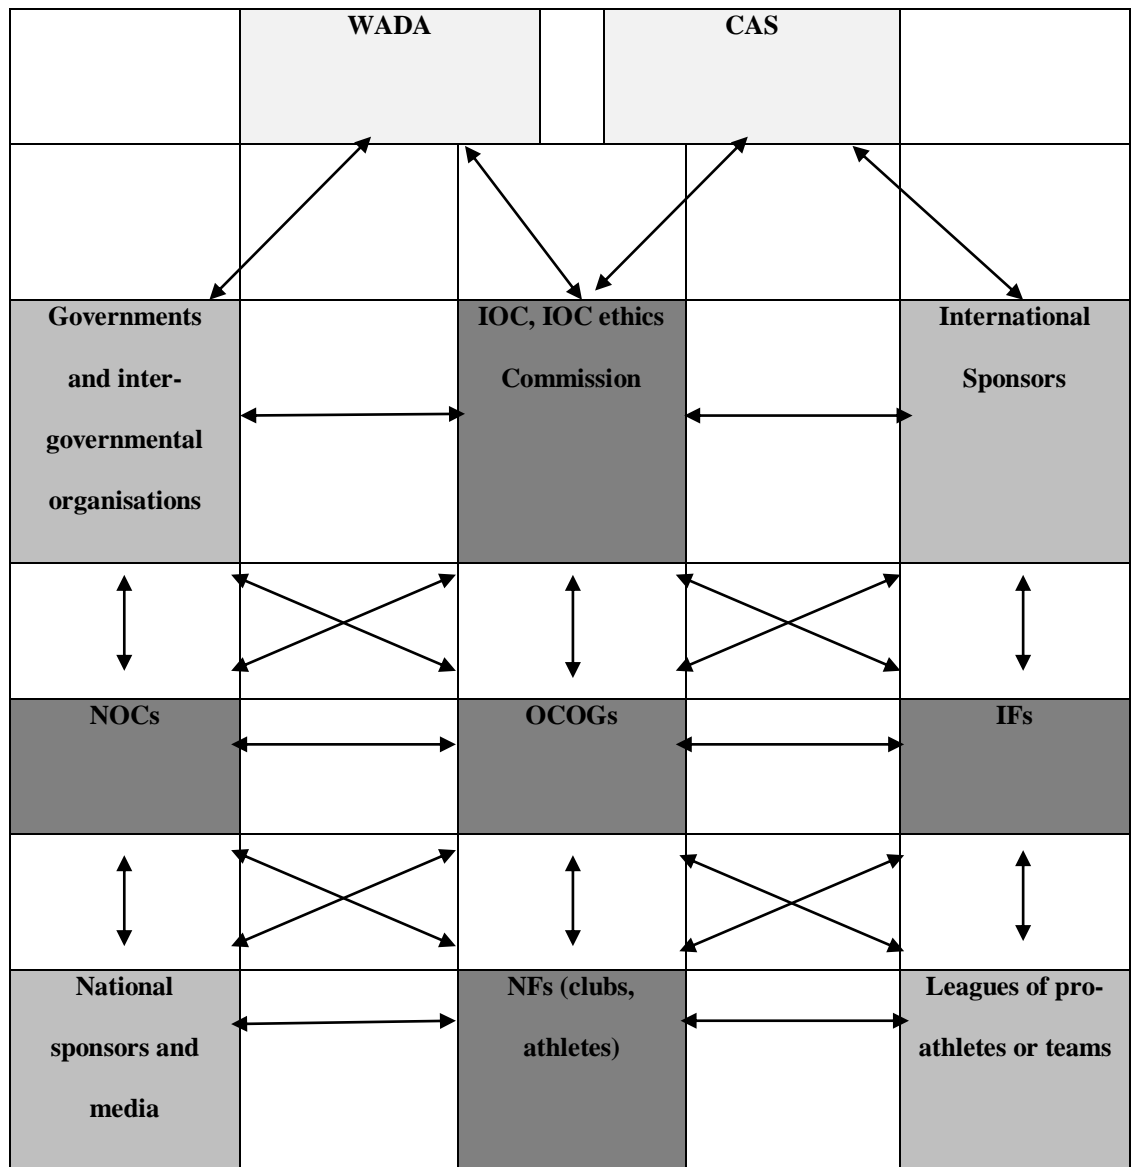 WADA
CAS
Governments
and inter-
governmental
organisations
IOC, IOC ethics
Commission
International
Sponsors
NOCs
OCOGs
IFs
National
sponsors and
media
NFs (clubs,
athletes)
Leagues of pro-
athletes or teams